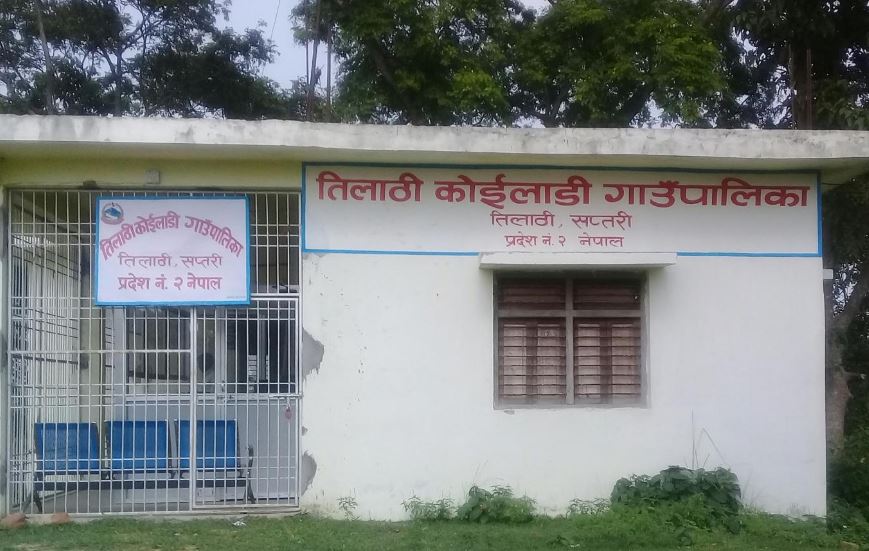 तिलाठी कोईलाडी गाउँपालिका
तिलाठी, सप्तरी
प्रदेश नं. २ नेपाल
तिलाठी कोईलाडी गाउँपालिका
तिलाठी, सप्तरी
प्रदेश नं. २ नेपाल